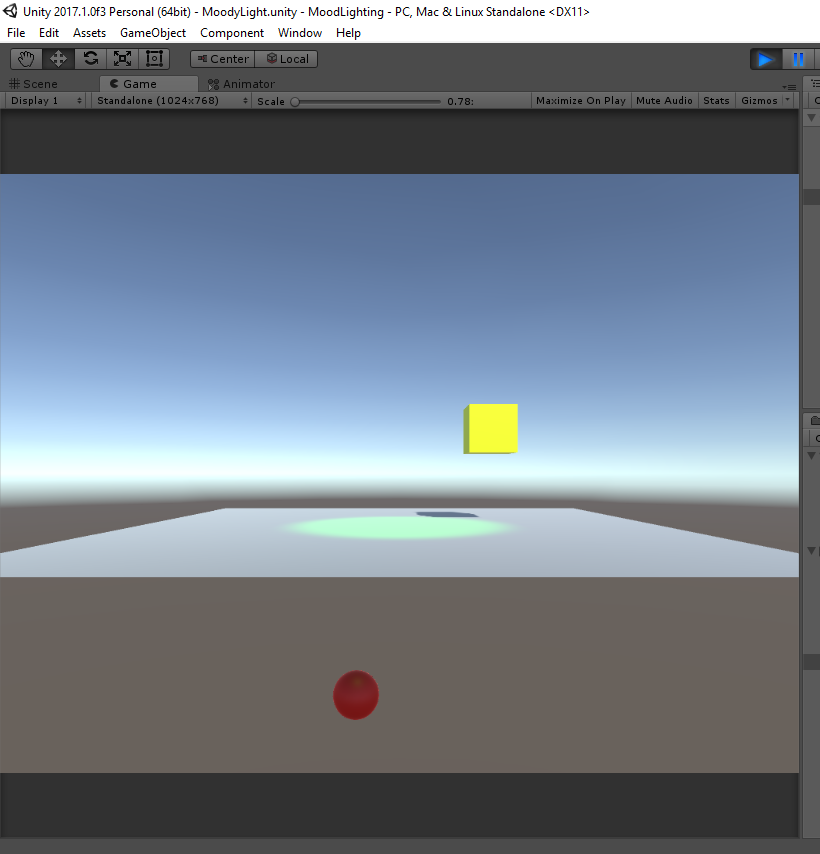 Unity 2017.1.0f3 Personal (64bit) - MoodyLight.unity - MoodLighting - PC, Mac & Linux Standalone <DX11>
File Edit Assets GameObject Component Window Help
Center Local
Scene Game Animator
Display 1 Standalone (1024x768) Scale 0.78: Maximize On Play Mute Audio Stats Gizmos